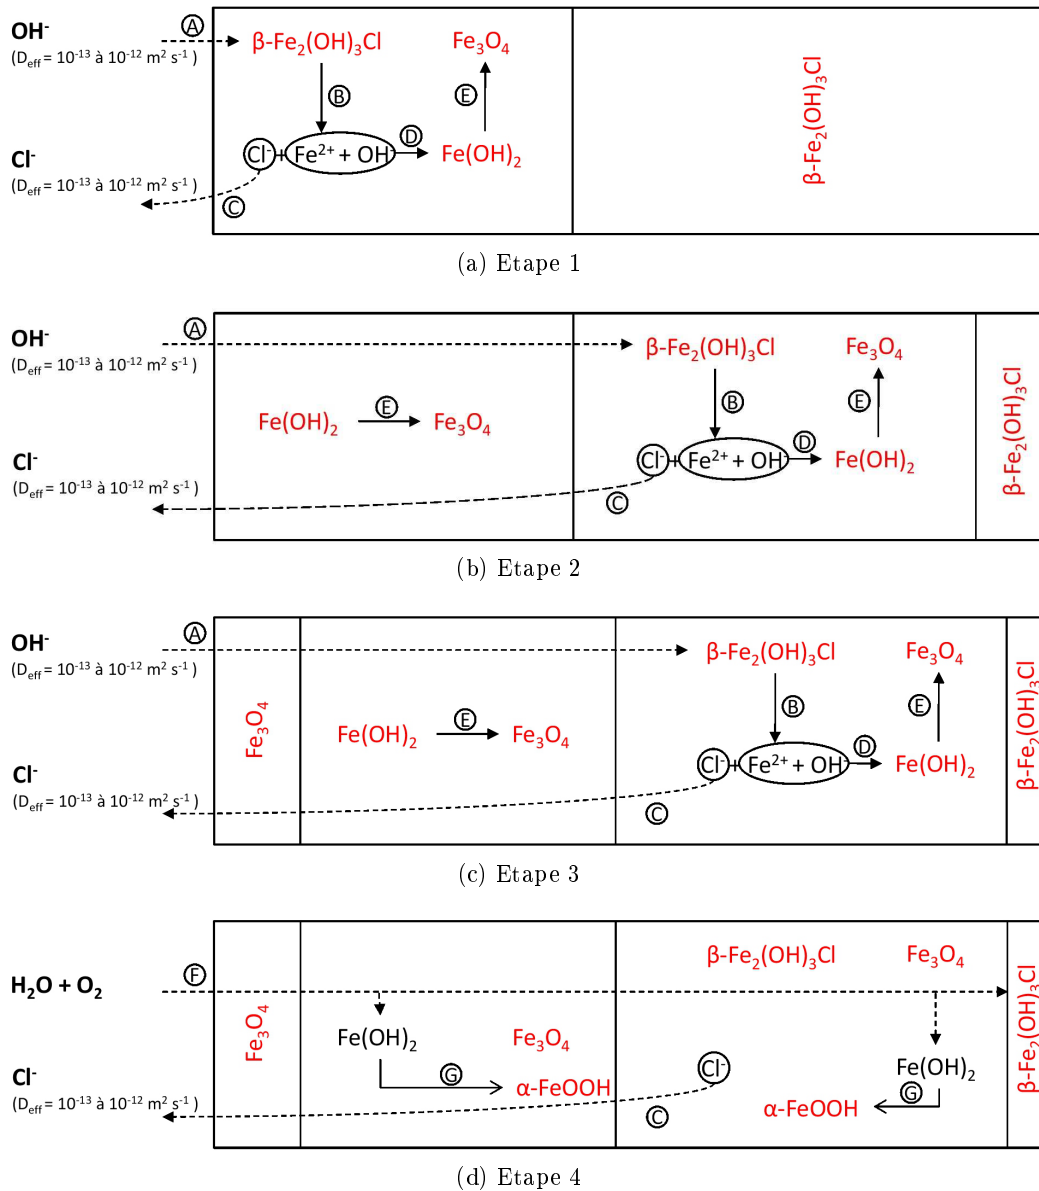 OH⁻ Ⓐ β-Fe₂(OH)₃Cl Fe₃O₄
(D_eff = 10⁻¹³ à 10⁻¹² m² s⁻¹ )
Ⓑ Ⓔ
β-Fe₂(OH)₃Cl
Cl⁻ Cl⁻ + Fe²⁺ + OH⁻ Ⓓ Fe(OH)₂
(D_eff = 10⁻¹³ à 10⁻¹² m² s⁻¹ )
Ⓒ
(a) Etape 1
OH⁻ Ⓐ β-Fe₂(OH)₃Cl Fe₃O₄
(D_eff = 10⁻¹³ à 10⁻¹² m² s⁻¹ )
Fe(OH)₂ Ⓔ Fe₃O₄ Ⓑ Ⓔ
β-Fe₂(OH)₃Cl
Cl⁻ Cl⁻ + Fe²⁺ + OH⁻ Ⓓ Fe(OH)₂
(D_eff = 10⁻¹³ à 10⁻¹² m² s⁻¹ )
Ⓒ
(b) Etape 2
OH⁻ Ⓐ β-Fe₂(OH)₃Cl Fe₃O₄
(D_eff = 10⁻¹³ à 10⁻¹² m² s⁻¹ )
Fe₃O₄ Fe(OH)₂ Ⓔ Fe₃O₄ Ⓑ Ⓔ
β-Fe₂(OH)₃Cl
Cl⁻ Cl⁻ + Fe²⁺ + OH⁻ Ⓓ Fe(OH)₂
(D_eff = 10⁻¹³ à 10⁻¹² m² s⁻¹ )
Ⓒ
(c) Etape 3
β-Fe₂(OH)₃Cl Fe₃O₄
H₂O + O₂ Ⓕ
Fe₃O₄ Fe(OH)₂ Fe₃O₄
β-Fe₂(OH)₃Cl
Cl⁻ Ⓖ α-FeOOH Cl⁻ Fe(OH)₂
(D_eff = 10⁻¹³ à 10⁻¹² m² s⁻¹ )
Ⓒ α-FeOOH Ⓖ
(d) Etape 4